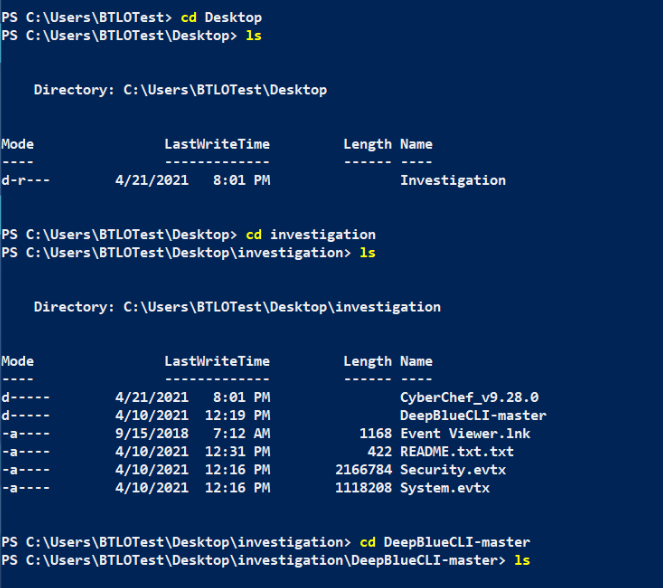 PS C:\Users\BTLOTest> cd Desktop
PS C:\Users\BTLOTest\Desktop> ls
Directory: C:\Users\BTLOTest\Desktop
Mode LastWriteTime Length Name
---- ------------- ------ ----
d-r--- 4/21/2021 8:01 PM Investigation
PS C:\Users\BTLOTest\Desktop> cd investigation
PS C:\Users\BTLOTest\Desktop\investigation> ls
Directory: C:\Users\BTLOTest\Desktop\investigation
Mode LastWriteTime Length Name
---- ------------- ------ ----
d----- 4/21/2021 8:01 PM CyberChef_v9.28.0
d----- 4/10/2021 12:19 PM DeepBlueCLI-master
-a---- 9/15/2018 7:12 AM 1168 Event Viewer.lnk
-a---- 4/10/2021 12:31 PM 422 README.txt.txt
-a---- 4/10/2021 12:16 PM 2166784 Security.evtx
-a---- 4/10/2021 12:16 PM 1118208 System.evtx
PS C:\Users\BTLOTest\Desktop\investigation> cd DeepBlueCLI-master
PS C:\Users\BTLOTest\Desktop\investigation\DeepBlueCLI-master> ls